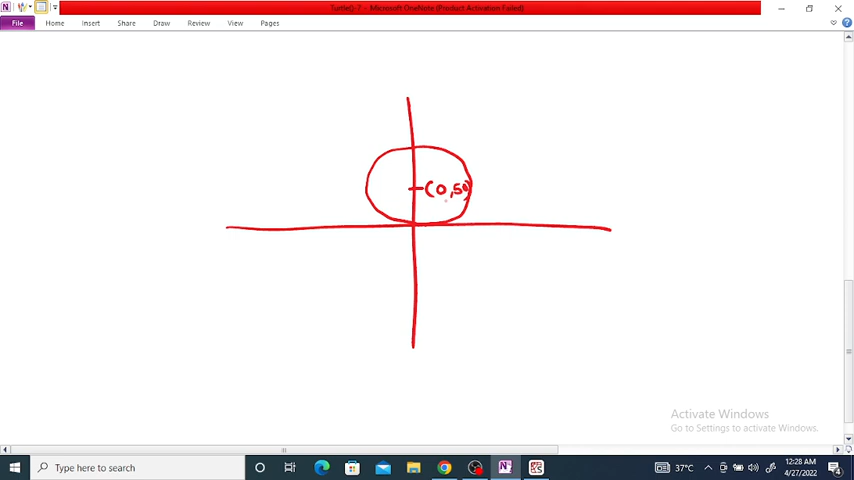 Turtle()-7 - Microsoft OneNote (Product Activation Failed)
File Home Insert Share Draw Review View Pages
(0,50)
Activate Windows
Go to Settings to activate Windows.
Type here to search
37°C
12:28 AM
4/27/2022
4